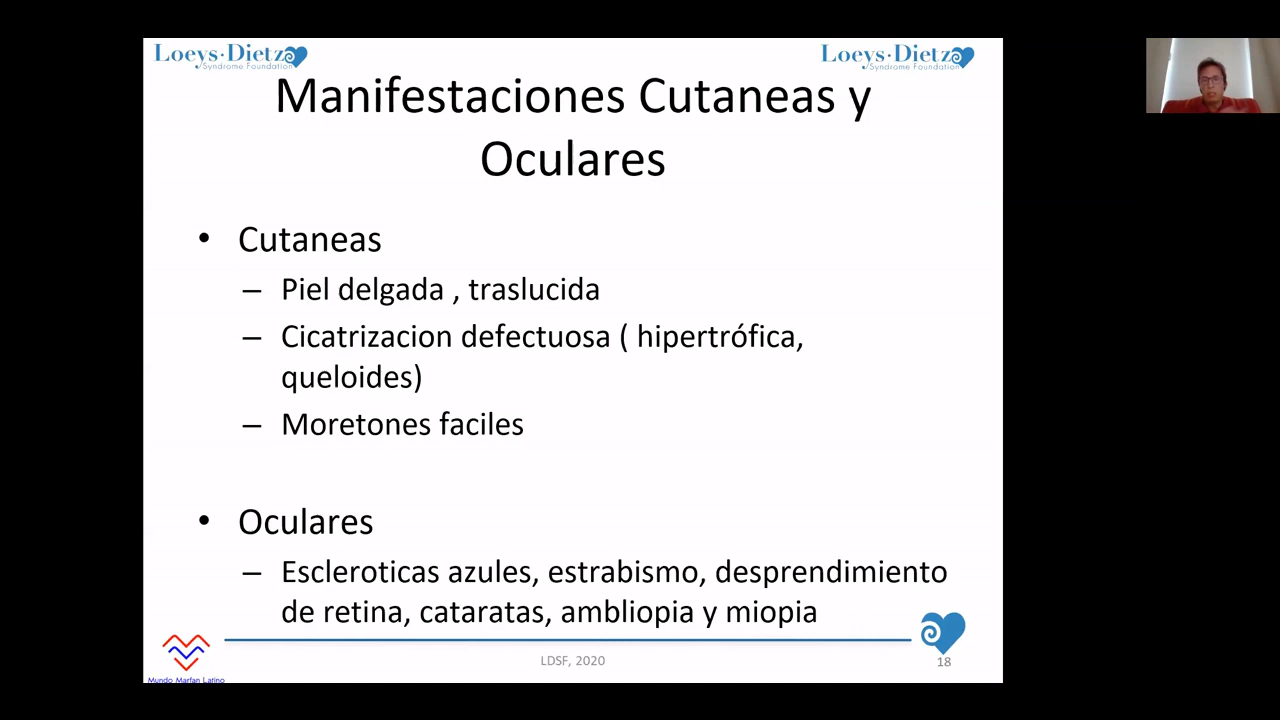 Loeys·Dietz
Syndrome Foundation
Loeys·Dietz
Syndrome Foundation
Manifestaciones Cutaneas y
Oculares
• Cutaneas
– Piel delgada , traslucida
– Cicatrizacion defectuosa ( hipertrófica,
queloides)
– Moretones faciles
• Oculares
– Escleroticas azules, estrabismo, desprendimiento
de retina, cataratas, ambliopia y miopia
Mundo Marfan Latino
LDSF, 2020
18